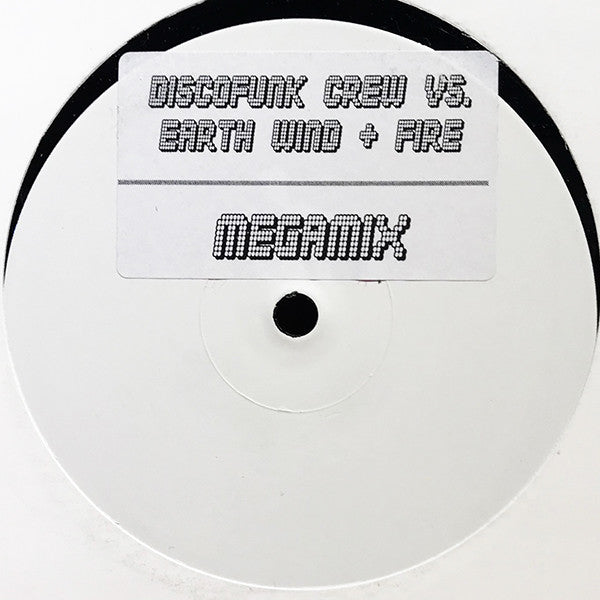 DISCOFUNK CREW VS.
EARTH WIND + FIRE
MEGAMIX